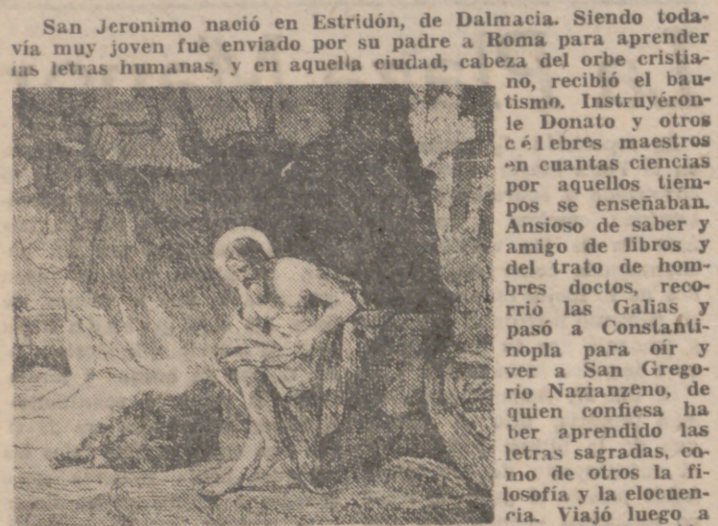 San Jeronimo nació en Estridón, de Dalmacia. Siendo toda-
vía muy joven fue enviado por su padre a Roma para aprender
las letras humanas, y en aquella ciudad, cabeza del orbe cristia-
no, recibió el bau-
tismo. Instruyéron-
le Donato y otros
célebres maestros
en cuantas ciencias
por aquellos tiem-
pos se enseñaban.
Ansioso de saber y
amigo de libros y
del trato de hom-
bres doctos, reco-
rrió las Galias y
pasó a Constanti-
nopla para oír y
ver a San Grego-
rio Nazianzeno, de
quien confiesa ha
ber aprendido las
letras sagradas, co-
mo de otros la fi-
losofía y la elocuen-
cia. Viajó luego a